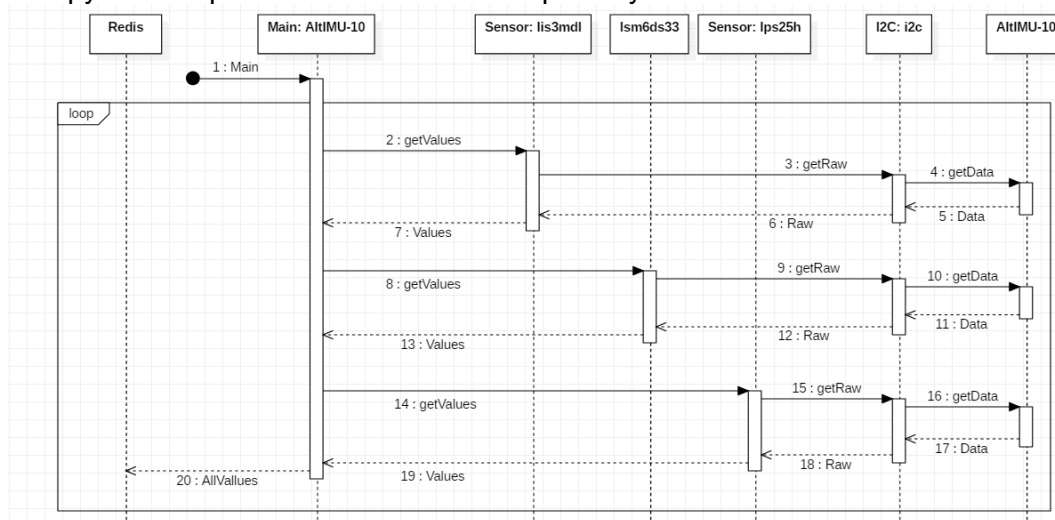 Redis
Main: AltIMU-10
Sensor: lis3mdl
lsm6ds33
Sensor: lps25h
I2C: i2c
AltIMU-10
1 : Main
loop
2 : getValues
3 : getRaw
4 : getData
5 : Data
6 : Raw
7 : Values
8 : getValues
9 : getRaw
10 : getData
11 : Data
12 : Raw
13 : Values
14 : getValues
15 : getRaw
16 : getData
17 : Data
18 : Raw
19 : Values
20 : AllVallues